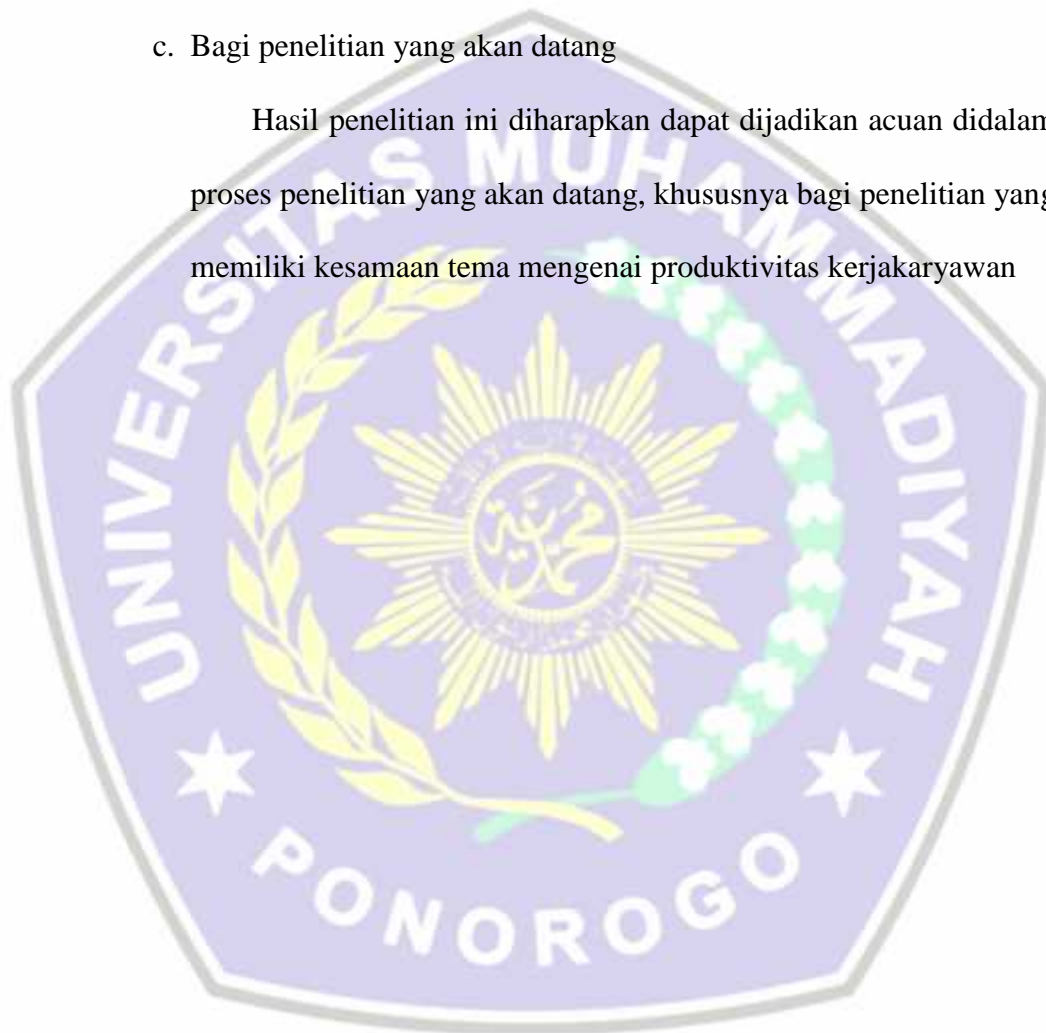 c. Bagi penelitian yang akan datang
Hasil penelitian ini diharapkan dapat dijadikan acuan didalam
proses penelitian yang akan datang, khususnya bagi penelitian yang
memiliki kesamaan tema mengenai produktivitas kerjakaryawan
UNIVERSITAS MUHAMMADIYAH
PONOROGO
محمدية